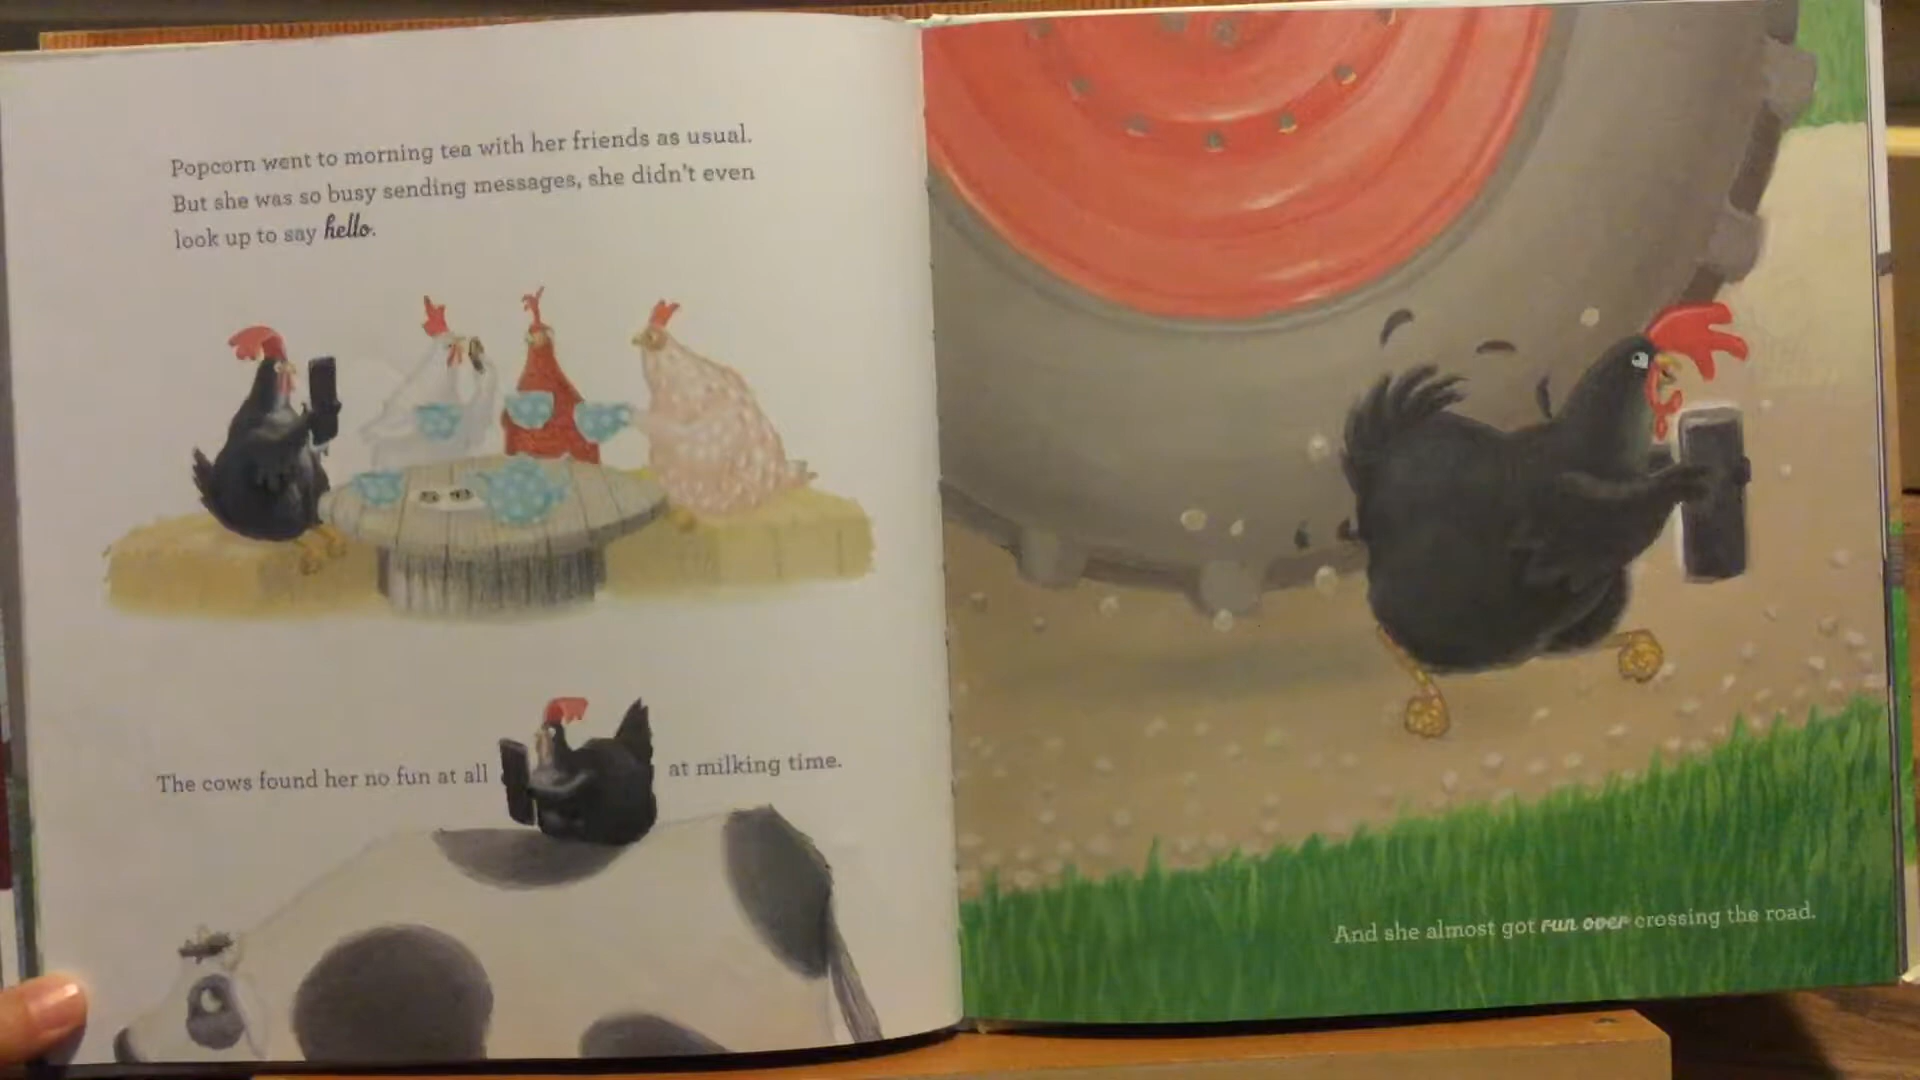 Popcorn went to morning tea with her friends as usual.
But she was so busy sending messages, she didn't even
look up to say hello.
The cows found her no fun at all at milking time.
And she almost got run over crossing the road.